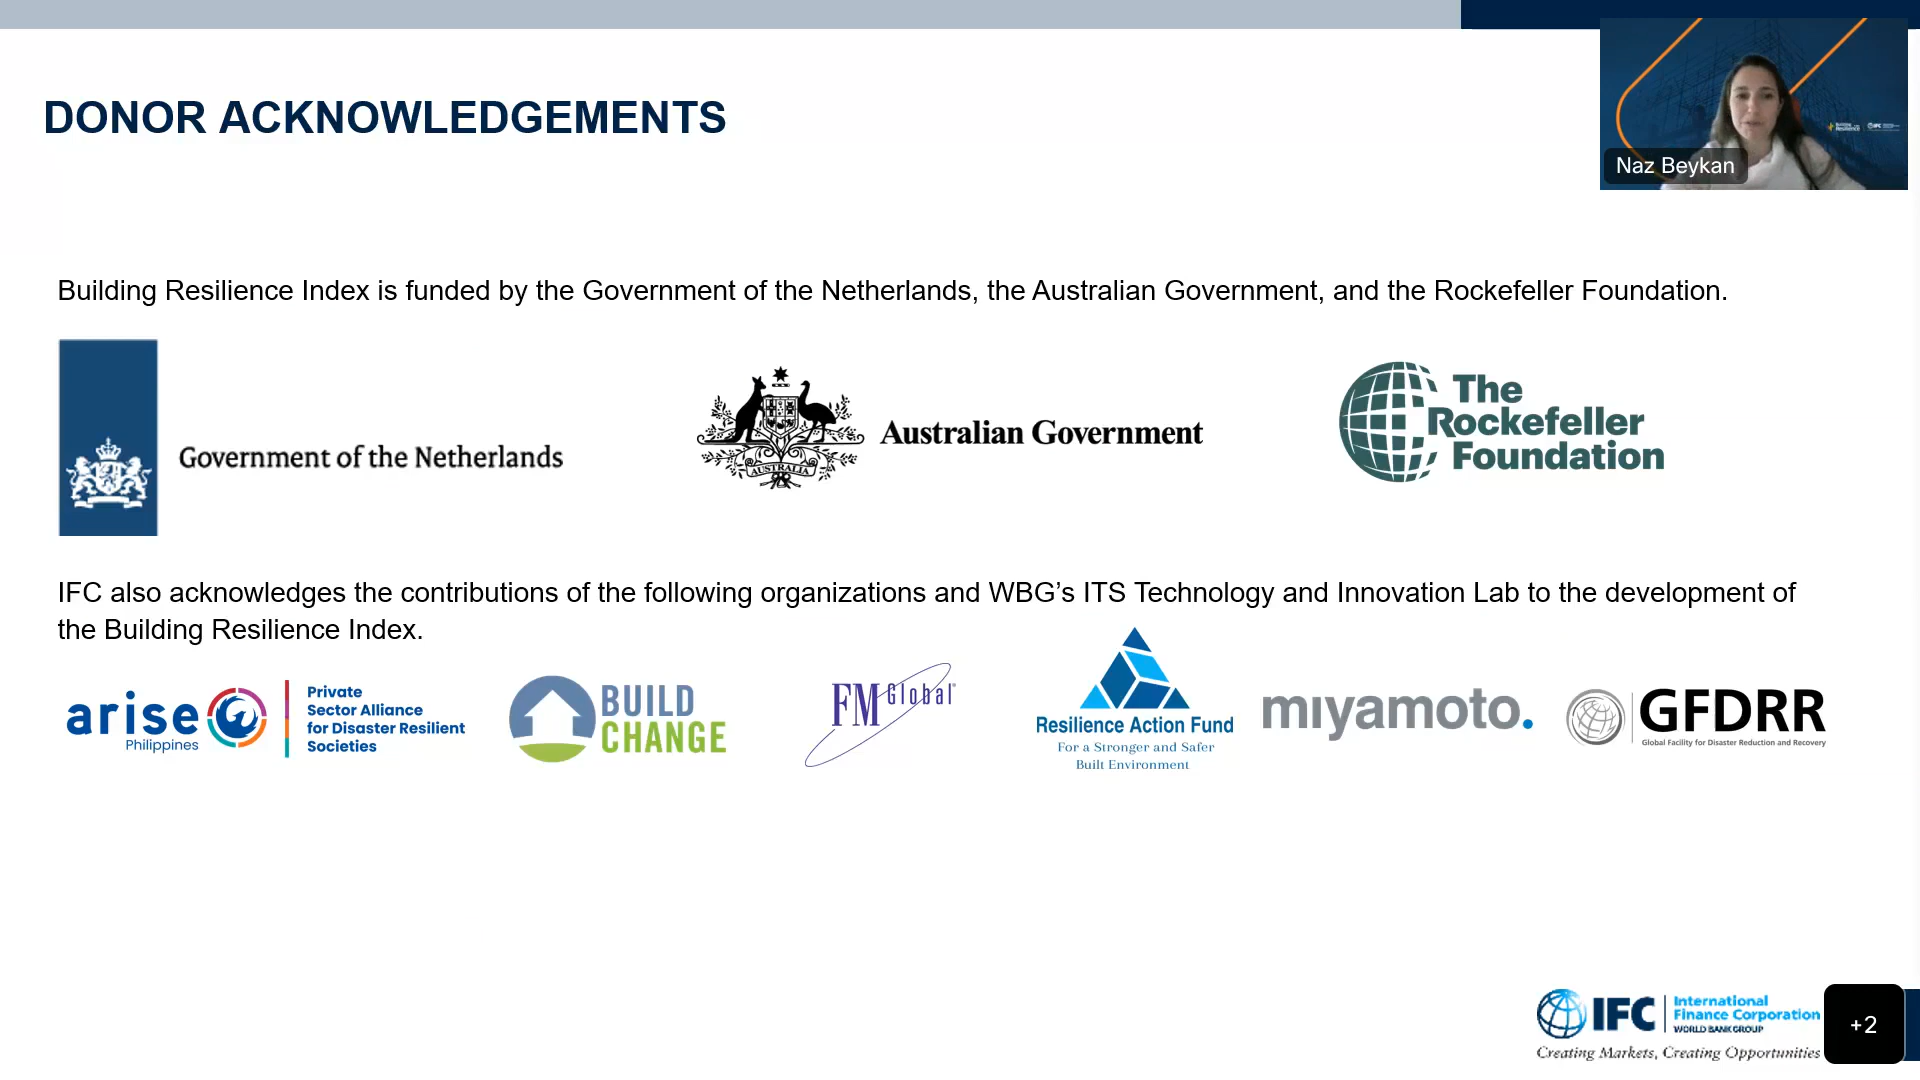 DONOR ACKNOWLEDGEMENTS
Naz Beykan
Building Resilience Index is funded by the Government of the Netherlands, the Australian Government, and the Rockefeller Foundation.
Government of the Netherlands
AUSTRALIA
Australian Government
The
Rockefeller
Foundation
IFC also acknowledges the contributions of the following organizations and WBG’s ITS Technology and Innovation Lab to the development of
the Building Resilience Index.
arise
Philippines
Private
Sector Alliance
for Disaster Resilient
Societies
BUILD
CHANGE
FM Global
Resilience Action Fund
For a Stronger and Safer
Built Environment
miyamoto.
GFDRR
Global Facility for Disaster Reduction and Recovery
IFC
International
Finance Corporation
WORLD BANK GROUP
Creating Markets, Creating Opportunities
+2